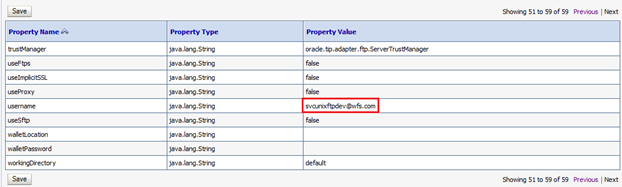 Save
Showing 51 to 59 of 59 Previous | Next
Property Name Property Type Property Value
trustManager java.lang.String oracle.tip.adapter.ftp.ServerTrustManager
useFtps java.lang.String false
useImplicitSSL java.lang.String false
useProxy java.lang.String false
username java.lang.String svcunixftpdev@wfs.com
useSftp java.lang.String false
walletLocation java.lang.String
walletPassword java.lang.String
workingDirectory java.lang.String default
Save
Showing 51 to 59 of 59 Previous | Next